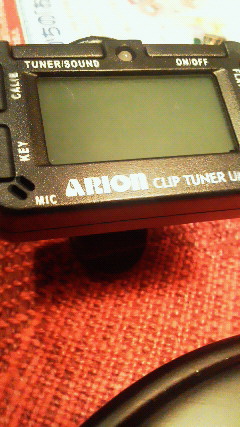 TUNER/SOUND ON/OFF
CALIB
KEY
MIC
ARION CLIP TUNER